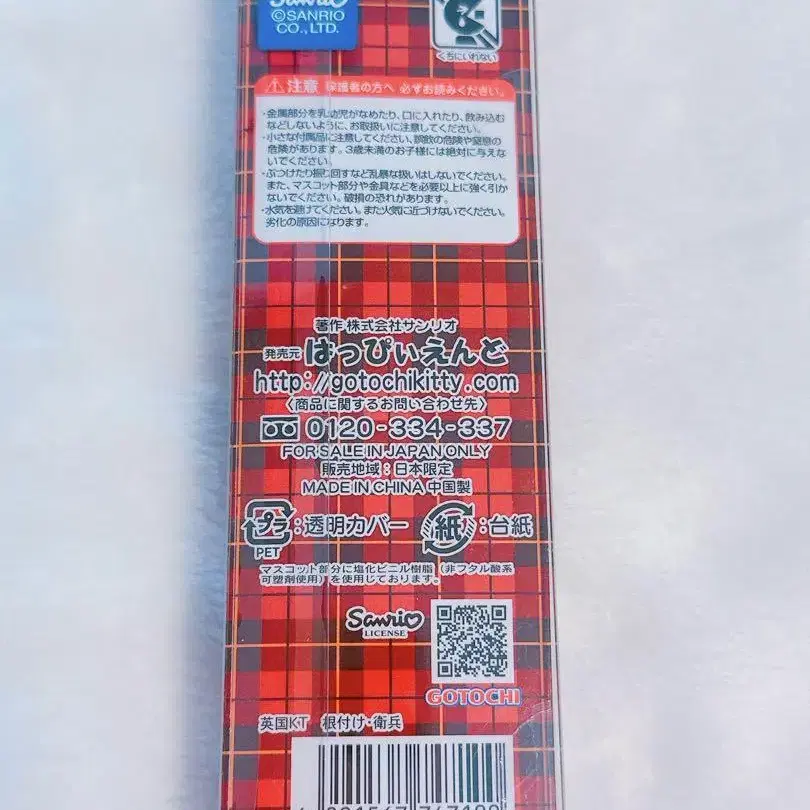 Sanrio
©SANRIO
CO., LTD.
くちにいれない
注意 保護者の方へ 必ずお読みください。
・金属部分を乳幼児がなめたり、口に入れたり、飲み込む
などしないように、お取扱いに注意してください。
・小さな付属品に注意してください、誤飲の危険や窒息の
危険があります。3歳未満のお子様には絶対に与えな
いでください。
・ぶつけたり振り回すなど乱暴な扱いはしないでください。
また、マスコット部分や金具などを必要以上に強く引か
ないでください。破損の恐れがあります。
・水気を避けてください。また火気に近づけないでください。
劣化の原因になります。
著作 株式会社サンリオ
発売元 はっぴぃえんど
http://gotochikitty.com
〈商品に関するお問い合わせ先〉
0120-334-337
FOR SALE IN JAPAN ONLY
販売地域：日本限定
MADE IN CHINA 中国製
プラ：透明カバー 紙：台紙
PET
マスコット部分に塩化ビニル樹脂（非フタル酸系
可塑剤使用）を使用しております。
Sanrio
LICENSE
GOTOCHI
英国KT 根付け・衛兵